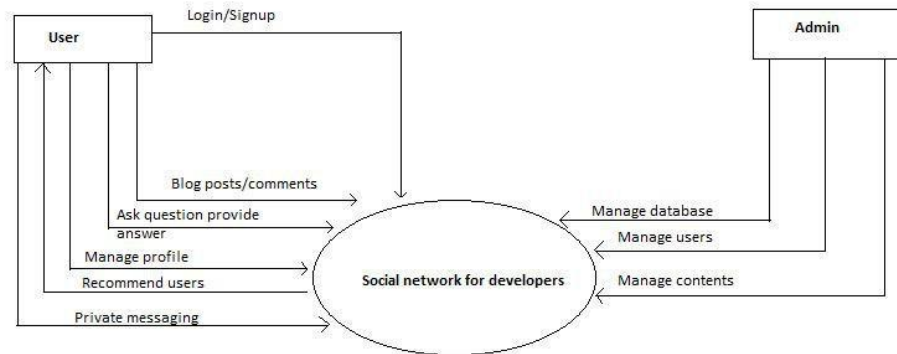 Login/Signup
User
Admin
Blog posts/comments
Ask question provide
answer
Manage profile
Recommend users
Private messaging
Manage database
Manage users
Manage contents
Social network for developers